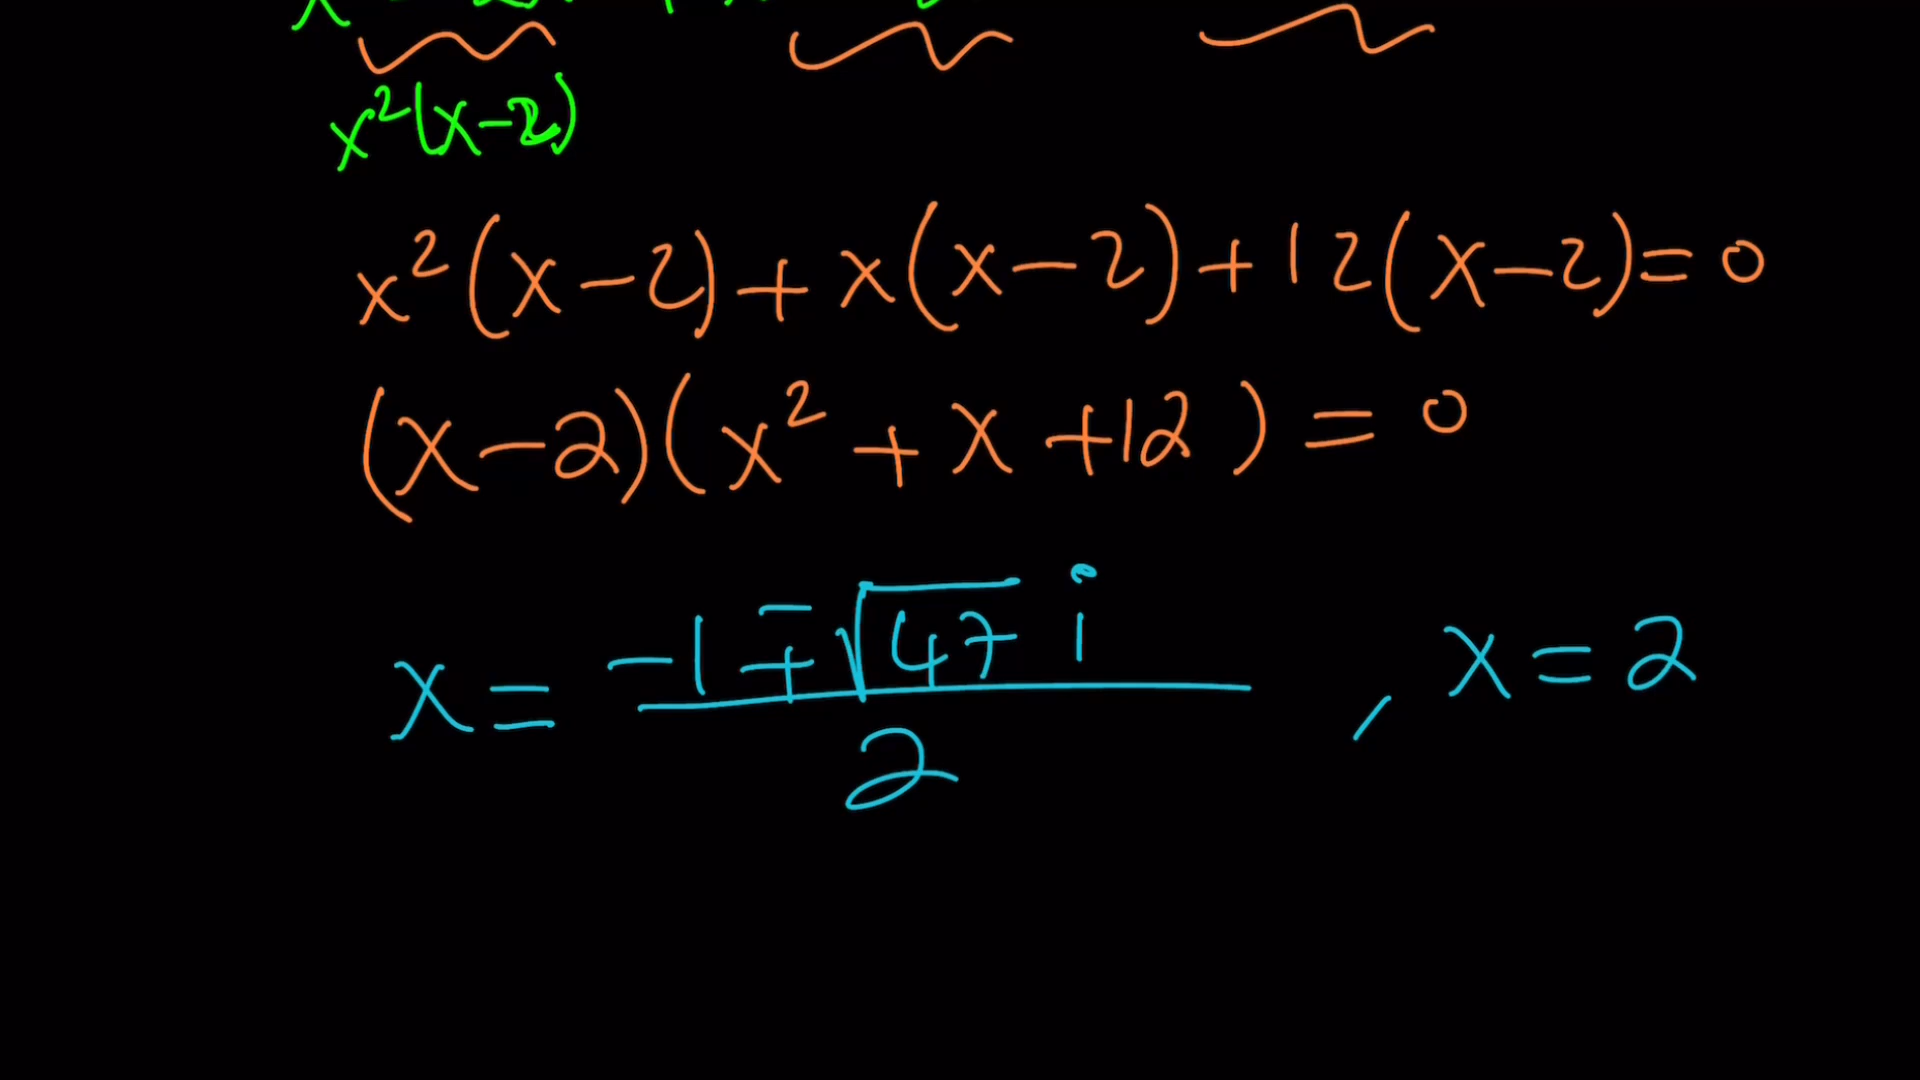 x²(x-2)
x²(x-2)+x(x-2)+12(x-2)=0
(x-2)(x²+x+12)=0
x=(-1∓√47 i)/2 , x=2